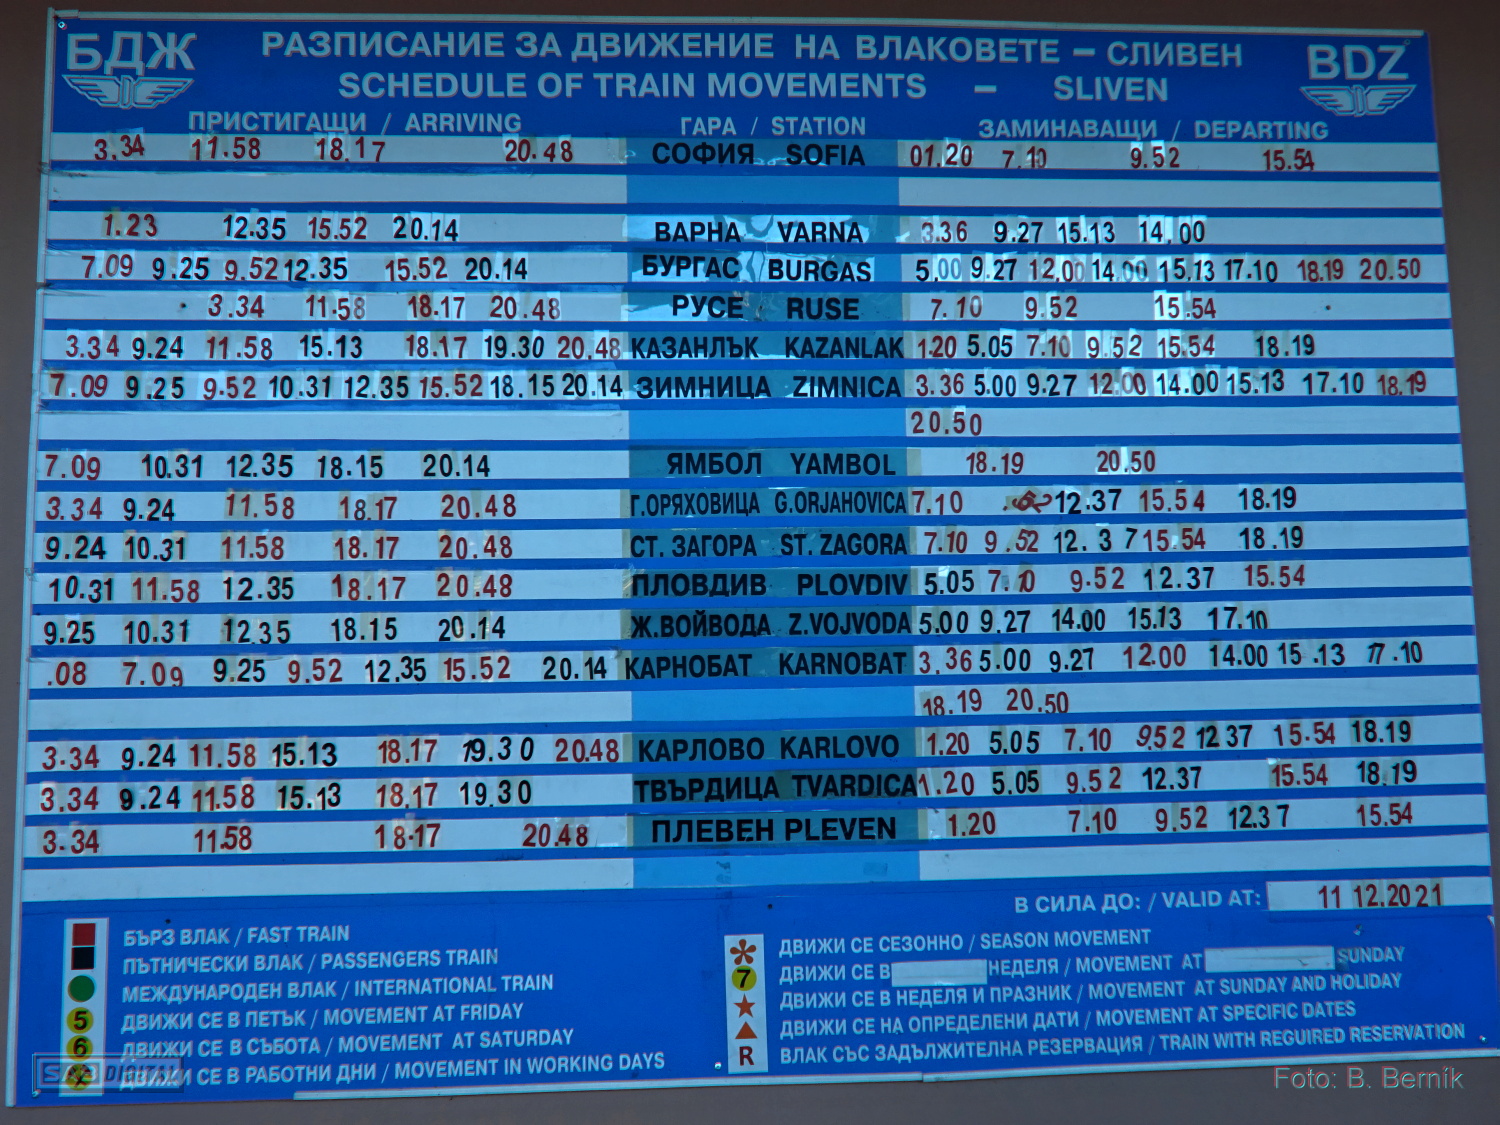 БДЖ РАЗПИСАНИЕ ЗА ДВИЖЕНИЕ НА ВЛАКОВЕТЕ – СЛИВЕН BDZ
SCHEDULE OF TRAIN MOVEMENTS – SLIVEN
ПРИСТИГАЩИ / ARRIVING ГАРА / STATION ЗАМИНАВАЩИ / DEPARTING
3.34 11.58 18.17 20.48 СОФИЯ SOFIA 01.20 7.10 9.52 15.54
1.23 12.35 15.52 20.14 ВАРНА VARNA 3.36 9.27 15.13 14.00
7.09 9.25 9.52 12.35 15.52 20.14 БУРГАС BURGAS 5.00 9.27 12.00 14.00 15.13 17.10 18.19 20.50
3.34 11.58 18.17 20.48 РУСЕ RUSE 7.10 9.52 15.54
3.34 9.24 11.58 15.13 18.17 19.30 20.48 КАЗАНЛЪК KAZANLAK 1.20 5.05 7.10 9.52 15.54 18.19
7.09 9.25 9.52 10.31 12.35 15.52 18.15 20.14 ЗИМНИЦА ZIMNICA 3.36 5.00 9.27 12.00 14.00 15.13 17.10 18.19
20.50
7.09 10.31 12.35 18.15 20.14 ЯМБОЛ YAMBOL 18.19 20.50
3.34 9.24 11.58 18.17 20.48 Г.ОРЯХОВИЦА G.ORJAHOVICA 7.10 12.37 15.54 18.19
9.24 10.31 11.58 18.17 20.48 СТ. ЗАГОРА ST. ZAGORA 7.10 9.52 12.37 15.54 18.19
10.31 11.58 12.35 18.17 20.48 ПЛОВДИВ PLOVDIV 5.05 7.10 9.52 12.37 15.54
9.25 10.31 12.35 18.15 20.14 Ж.ВОЙВОДА Z.VOJVODA 5.00 9.27 14.00 15.13 17.10
.08 7.09 9.25 9.52 12.35 15.52 20.14 КАРНОБАТ KARNOBAT 3.36 5.00 9.27 12.00 14.00 15.13 17.10
18.19 20.50
3.34 9.24 11.58 15.13 18.17 19.30 20.48 КАРЛОВО KARLOVO 1.20 5.05 7.10 9.52 12 37 15.54 18.19
3.34 9.24 11.58 15.13 18.17 19.30 ТВЪРДИЦА TVARDICA 1.20 5.05 9.52 12.37 15.54 18.19
3.34 11.58 18.17 20.48 ПЛЕВЕН PLEVEN 1.20 7.10 9.52 12.37 15.54
В СИЛА ДО: / VALID AT: 11 12.2021
БЪРЗ ВЛАК / FAST TRAIN
ПЪТНИЧЕСКИ ВЛАК / PASSENGERS TRAIN
МЕЖДУНАРОДЕН ВЛАК / INTERNATIONAL TRAIN
5 ДВИЖИ СЕ В ПЕТЪК / MOVEMENT AT FRIDAY
6 ДВИЖИ СЕ В СЪБОТА / MOVEMENT AT SATURDAY
ДВИЖИ СЕ В РАБОТНИ ДНИ / MOVEMENT IN WORKING DAYS
* ДВИЖИ СЕ СЕЗОННО / SEASON MOVEMENT
7 ДВИЖИ СЕ В НЕДЕЛЯ / MOVEMENT AT SUNDAY
★ ДВИЖИ СЕ В НЕДЕЛЯ И ПРАЗНИК / MOVEMENT AT SUNDAY AND HOLIDAY
▲ ДВИЖИ СЕ НА ОПРЕДЕЛЕНИ ДАТИ / MOVEMENT AT SPECIFIC DATES
R ВЛАК СЪС ЗАДЪЛЖИТЕЛНА РЕЗЕРВАЦИЯ / TRAIN WITH REGUIRED RESERVATION
Foto: B. Berník